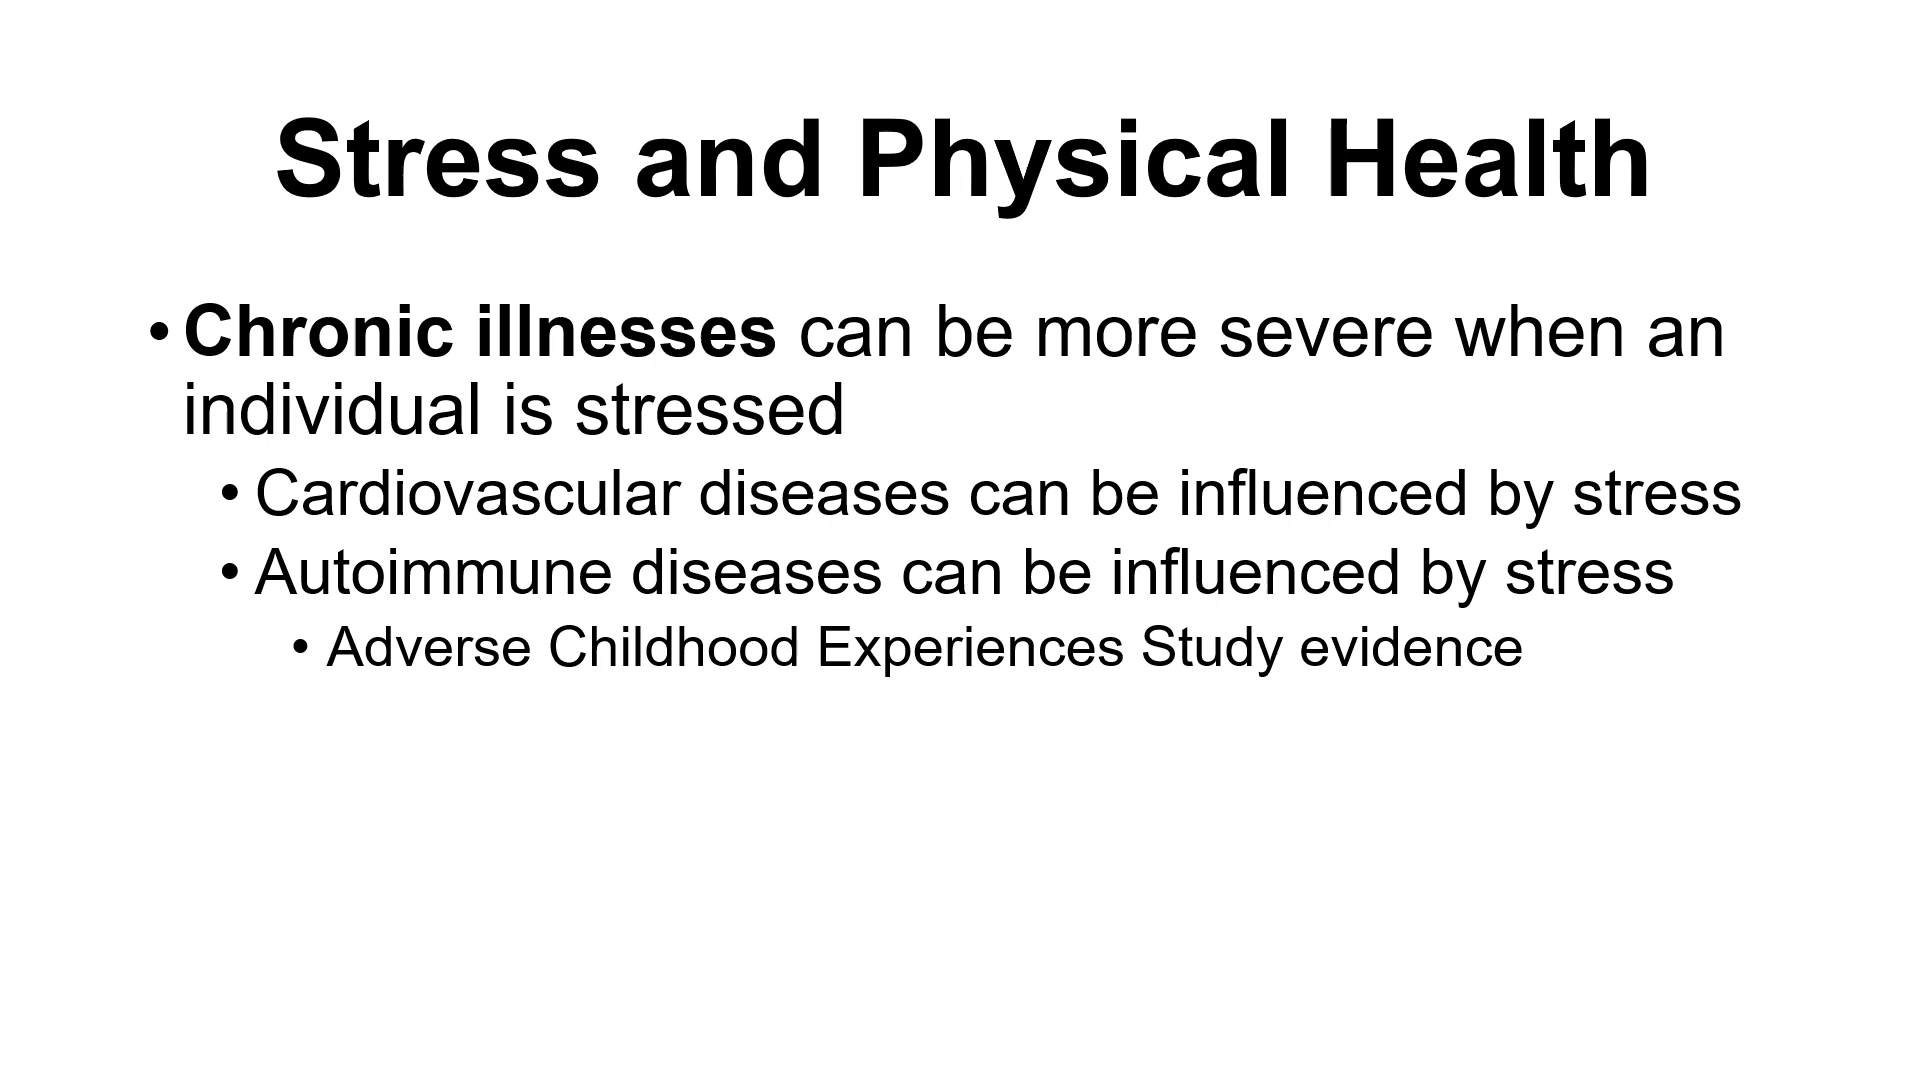 Stress and Physical Health
• Chronic illnesses can be more severe when an
individual is stressed
• Cardiovascular diseases can be influenced by stress
• Autoimmune diseases can be influenced by stress
• Adverse Childhood Experiences Study evidence